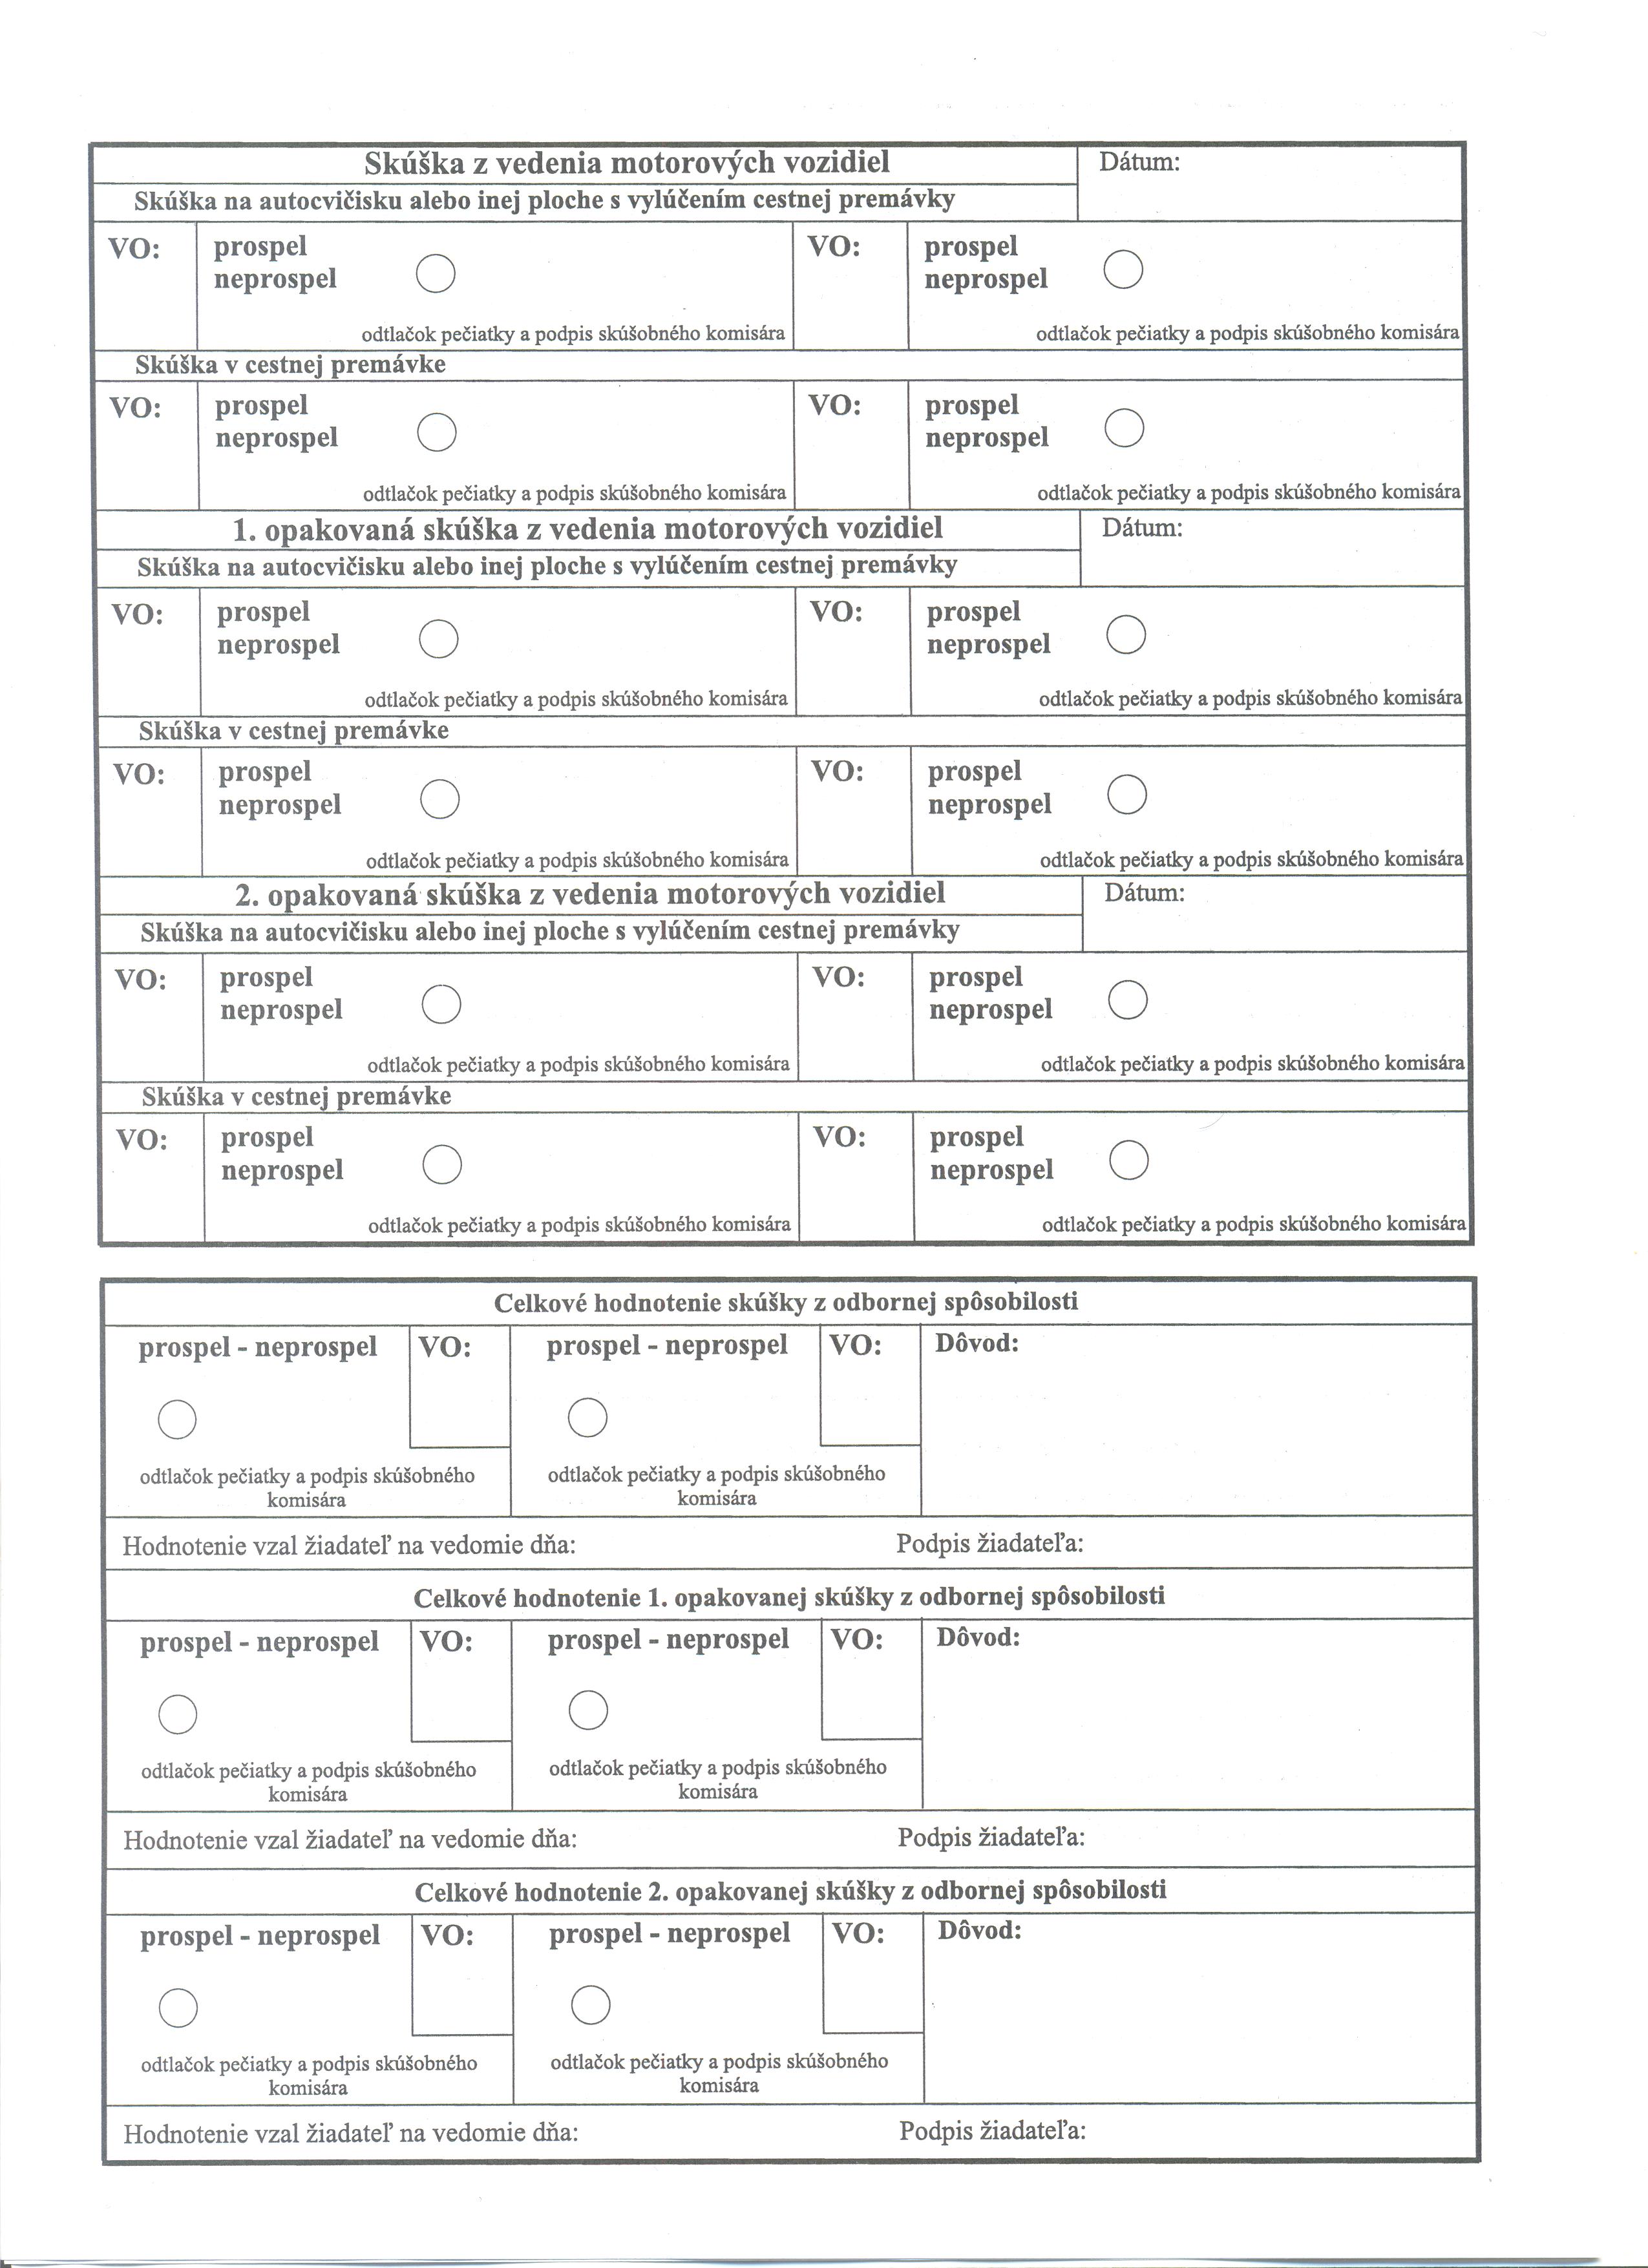 Skúška z vedenia motorových vozidiel
Dátum:
Skúška na autocvičisku alebo inej ploche s vylúčením cestnej premávky
VO: prospel VO: prospel
neprospel neprospel
odtlačok pečiatky a podpis skúšobného komisára odtlačok pečiatky a podpis skúšobného komisára
Skúška v cestnej premávke
VO: prospel VO: prospel
neprospel neprospel
odtlačok pečiatky a podpis skúšobného komisára odtlačok pečiatky a podpis skúšobného komisára
1. opakovaná skúška z vedenia motorových vozidiel
Dátum:
Skúška na autocvičisku alebo inej ploche s vylúčením cestnej premávky
VO: prospel VO: prospel
neprospel neprospel
odtlačok pečiatky a podpis skúšobného komisára odtlačok pečiatky a podpis skúšobného komisára
Skúška v cestnej premávke
VO: prospel VO: prospel
neprospel neprospel
odtlačok pečiatky a podpis skúšobného komisára odtlačok pečiatky a podpis skúšobného komisára
2. opakovaná skúška z vedenia motorových vozidiel
Dátum:
Skúška na autocvičisku alebo inej ploche s vylúčením cestnej premávky
VO: prospel VO: prospel
neprospel neprospel
odtlačok pečiatky a podpis skúšobného komisára odtlačok pečiatky a podpis skúšobného komisára
Skúška v cestnej premávke
VO: prospel VO: prospel
neprospel neprospel
odtlačok pečiatky a podpis skúšobného komisára odtlačok pečiatky a podpis skúšobného komisára
Celkové hodnotenie skúšky z odbornej spôsobilosti
prospel - neprospel VO: prospel - neprospel VO: Dôvod:
odtlačok pečiatky a podpis skúšobného odtlačok pečiatky a podpis skúšobného
komisára komisára
Hodnotenie vzal žiadateľ na vedomie dňa: Podpis žiadateľa:
Celkové hodnotenie 1. opakovanej skúšky z odbornej spôsobilosti
prospel - neprospel VO: prospel - neprospel VO: Dôvod:
odtlačok pečiatky a podpis skúšobného odtlačok pečiatky a podpis skúšobného
komisára komisára
Hodnotenie vzal žiadateľ na vedomie dňa: Podpis žiadateľa:
Celkové hodnotenie 2. opakovanej skúšky z odbornej spôsobilosti
prospel - neprospel VO: prospel - neprospel VO: Dôvod:
odtlačok pečiatky a podpis skúšobného odtlačok pečiatky a podpis skúšobného
komisára komisára
Hodnotenie vzal žiadateľ na vedomie dňa: Podpis žiadateľa: